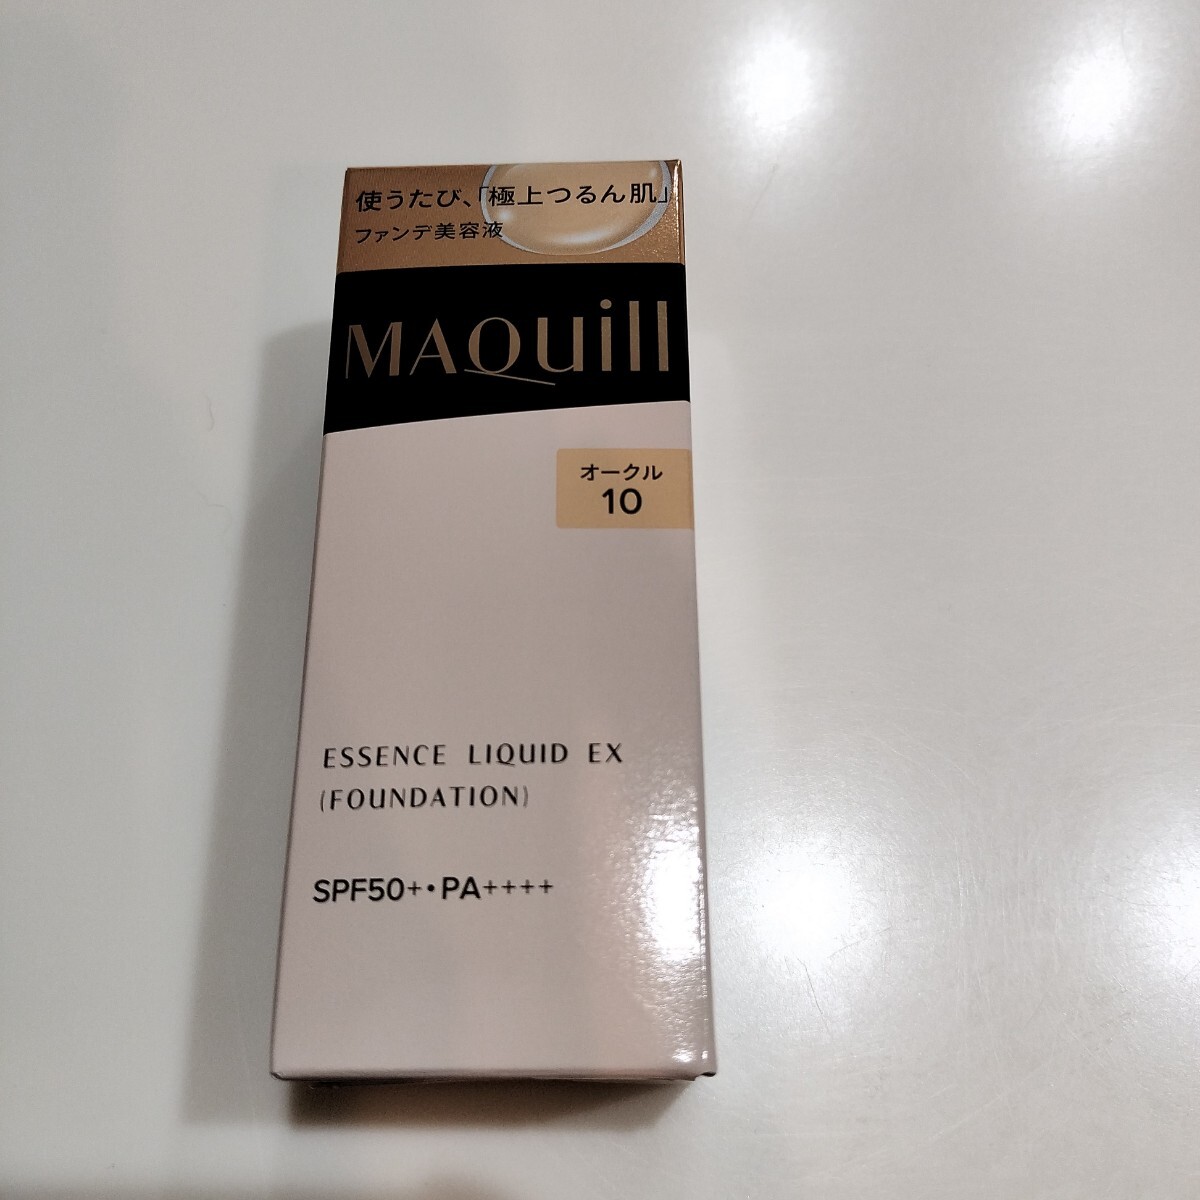 使うたび、「極上つるん肌」
ファンデ美容液
MAQuill
オークル
10
ESSENCE LIQUID EX
(FOUNDATION)
SPF50+・PA++++